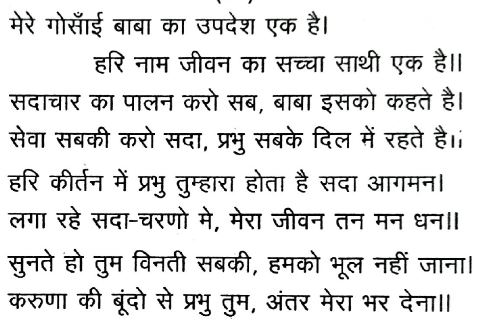 मेरे गोसाँई बाबा का उपदेश एक है।
हरि नाम जीवन का सच्चा साथी एक है॥
सदाचार का पालन करो सब, बाबा इसको कहते है।
सेवा सबकी करो सदा, प्रभु सबके दिल में रहते है॥
हरि कीर्तन में प्रभु तुम्हारा होता है सदा आगमन।
लगा रहे सदा-चरणो मे, मेरा जीवन तन मन धन॥
सुनते हो तुम विनती सबकी, हमको भूल नहीं जाना।
करुणा की बूंदो से प्रभु तुम, अंतर मेरा भर देना॥